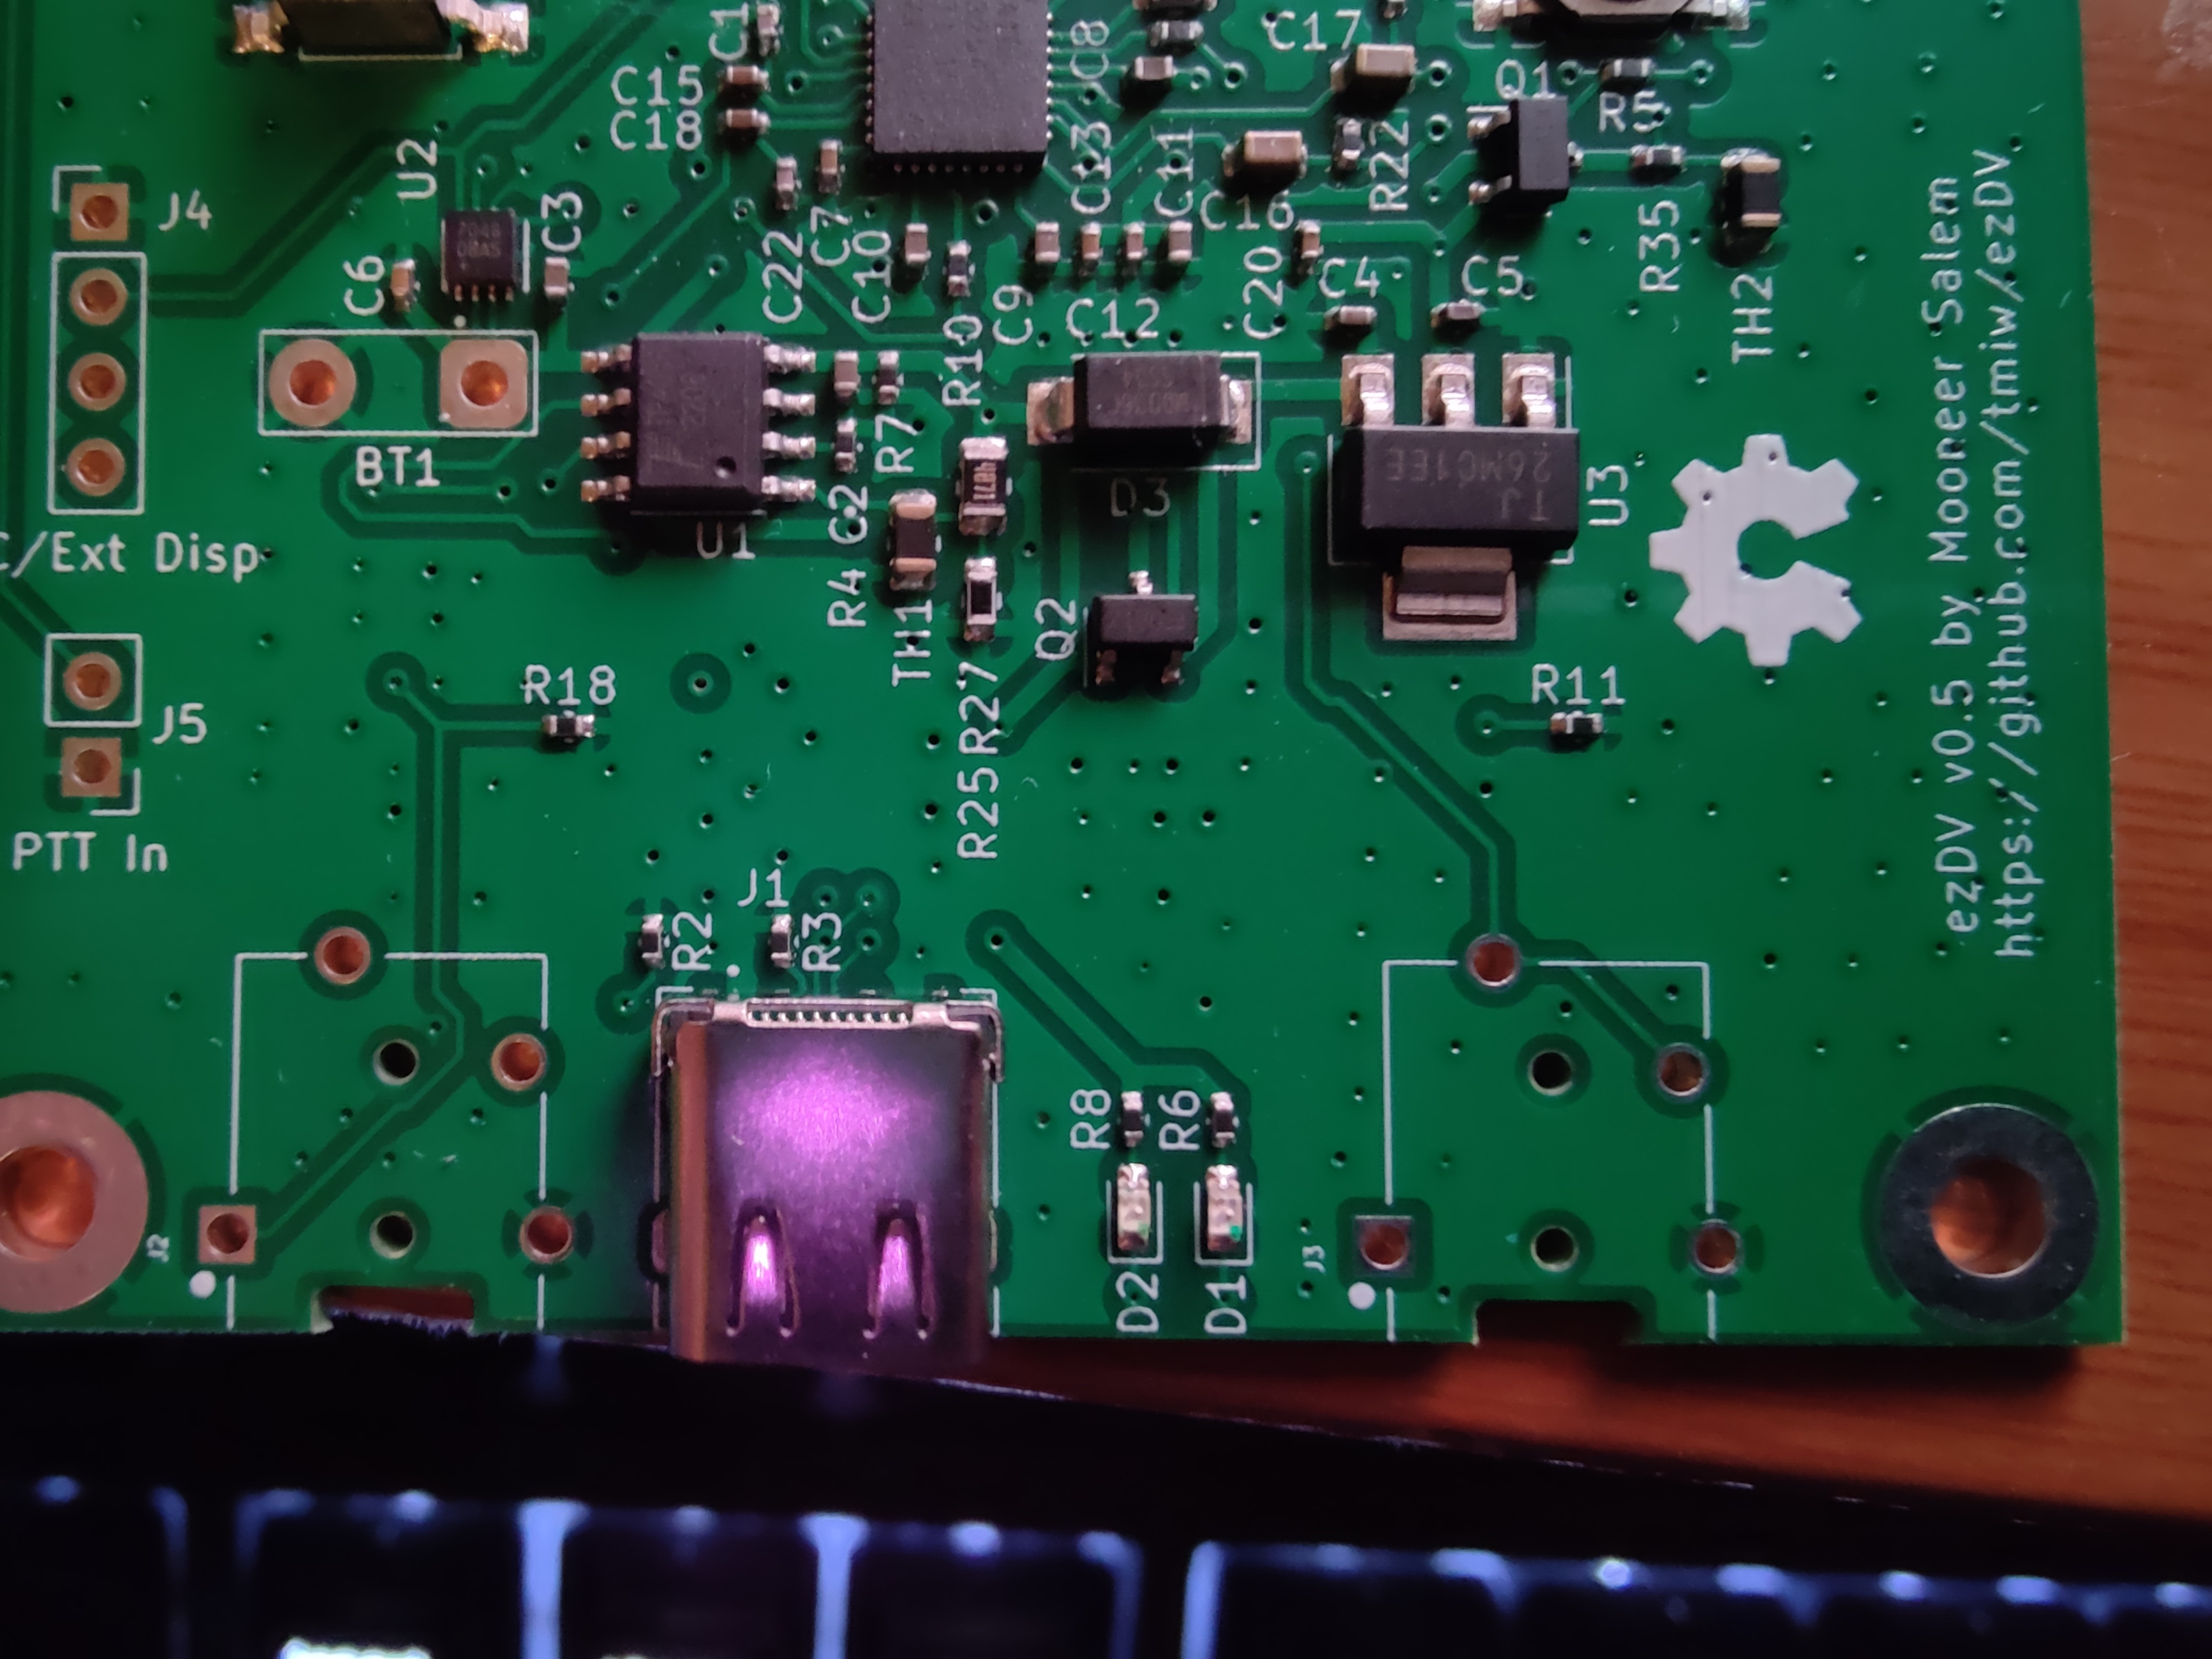 C1
C15
C18
C8
C17
Q1
R5
U2
C13
C11
R22
J4
C16
C3
C22
C7
C10
C6
C9
C12
C20
C4
C5
R35
TH2
R10
BT1
R7
D3
TJ
26M01EE
U3
U1
C2
C/Ext Disp
R4
TH1
Q2
R18
R11
R25
R27
J5
PTT In
J1
R2
R3
R8
R6
J2
J3
D2
D1
ezDV v0.5 by Mooneer Salem
https://github.com/tmiw/ezDV